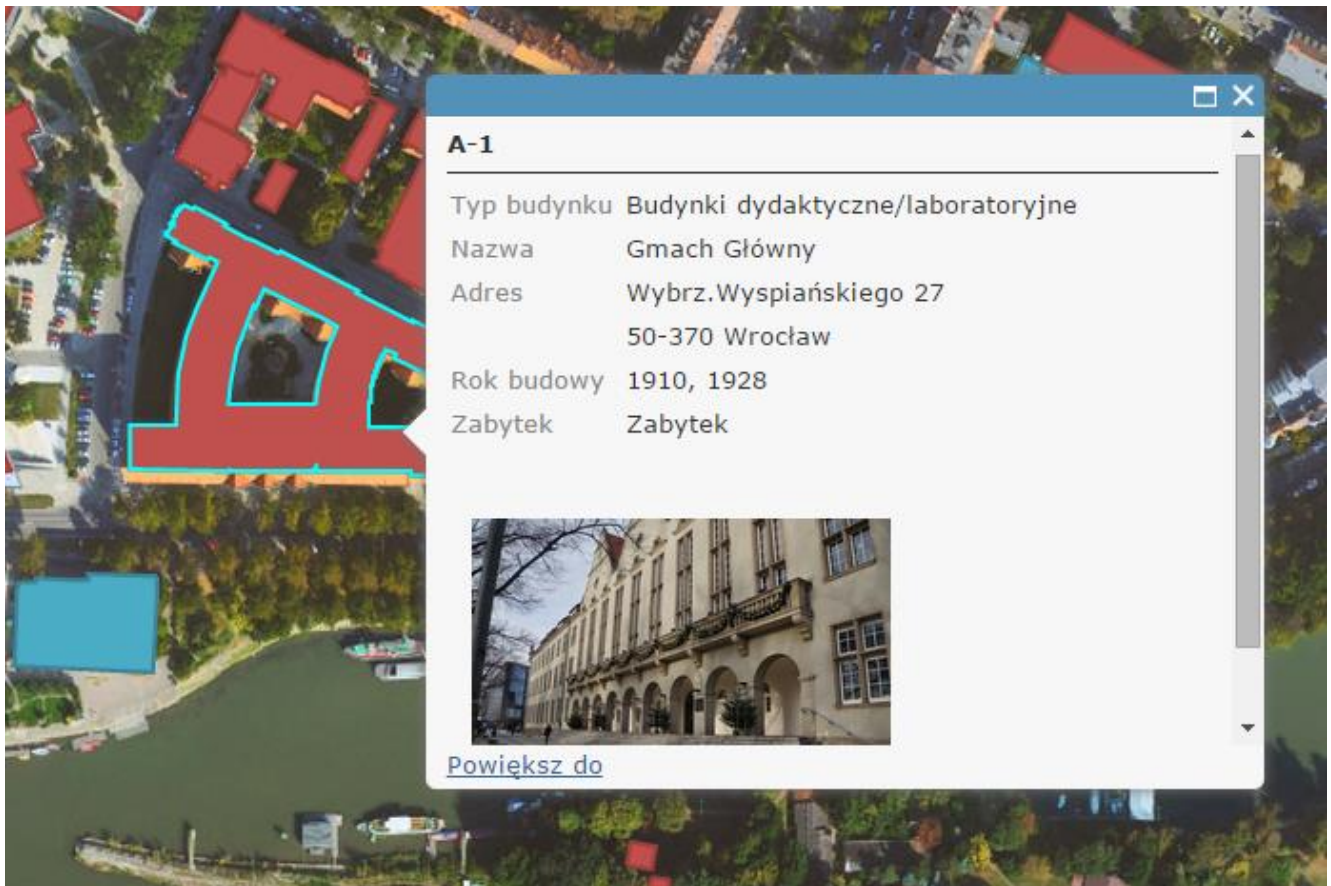 A-1
Typ budynku Budynki dydaktyczne/laboratoryjne
Nazwa Gmach Główny
Adres Wybrz.Wyspiańskiego 27
50-370 Wrocław
Rok budowy 1910, 1928
Zabytek Zabytek
Powiększ do